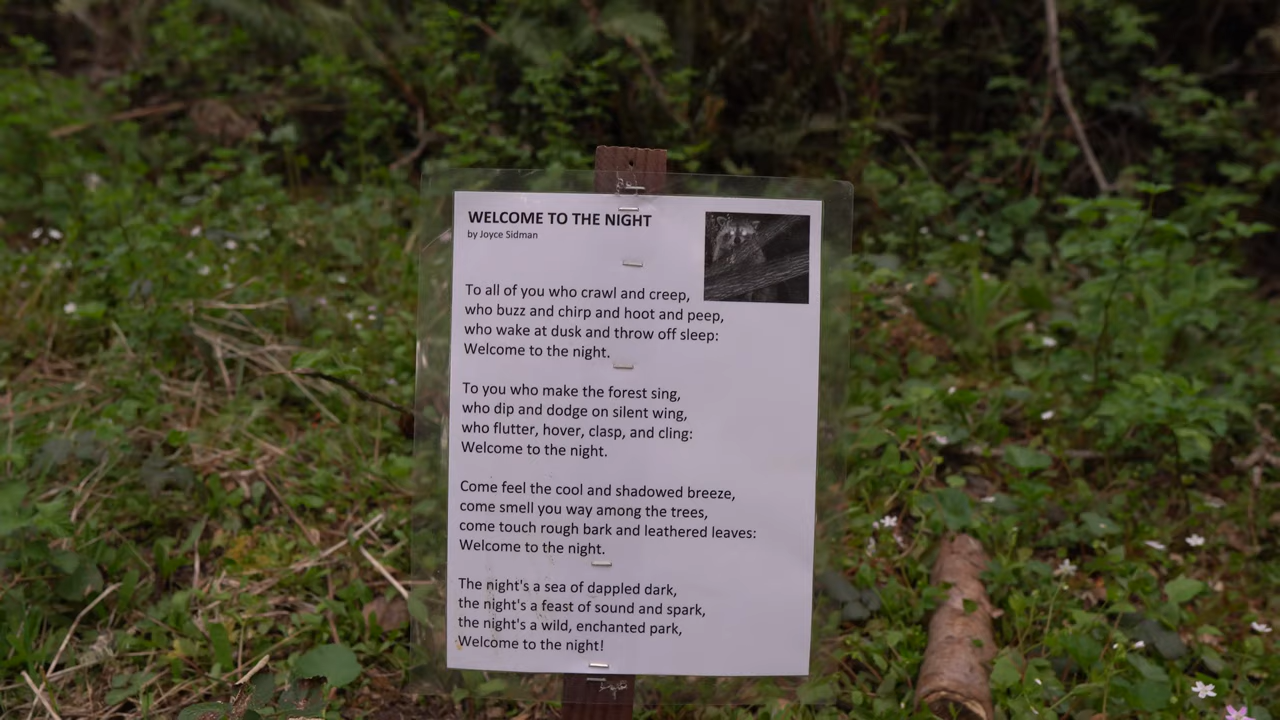 WELCOME TO THE NIGHT
by Joyce Sidman
To all of you who crawl and creep,
who buzz and chirp and hoot and peep,
who wake at dusk and throw off sleep:
Welcome to the night.
To you who make the forest sing,
who dip and dodge on silent wing,
who flutter, hover, clasp, and cling:
Welcome to the night.
Come feel the cool and shadowed breeze,
come smell you way among the trees,
come touch rough bark and leathered leaves:
Welcome to the night.
The night's a sea of dappled dark,
the night's a feast of sound and spark,
the night's a wild, enchanted park,
Welcome to the night!